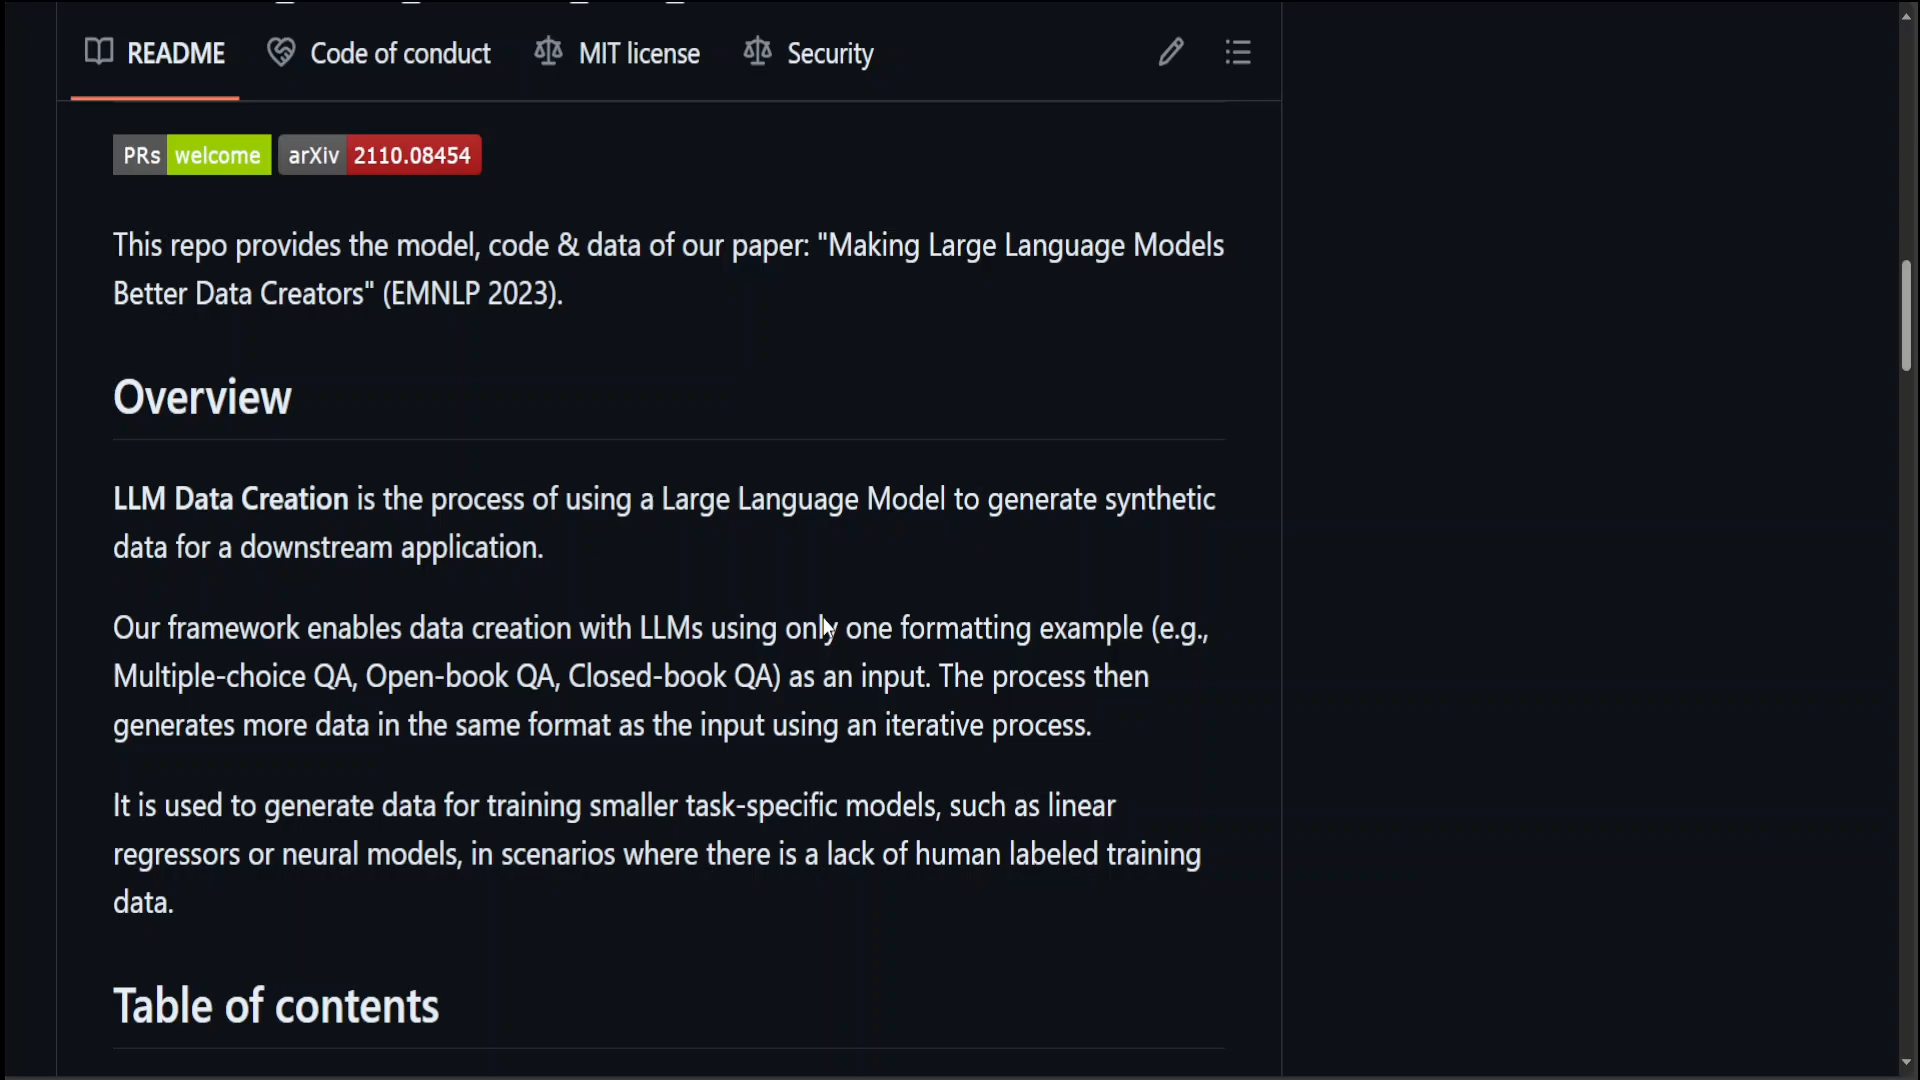 README Code of conduct MIT license Security
PRs welcome arXiv 2110.08454
This repo provides the model, code & data of our paper: "Making Large Language Models
Better Data Creators" (EMNLP 2023).
Overview
LLM Data Creation is the process of using a Large Language Model to generate synthetic
data for a downstream application.
Our framework enables data creation with LLMs using only one formatting example (e.g.,
Multiple-choice QA, Open-book QA, Closed-book QA) as an input. The process then
generates more data in the same format as the input using an iterative process.
It is used to generate data for training smaller task-specific models, such as linear
regressors or neural models, in scenarios where there is a lack of human labeled training
data.
Table of contents